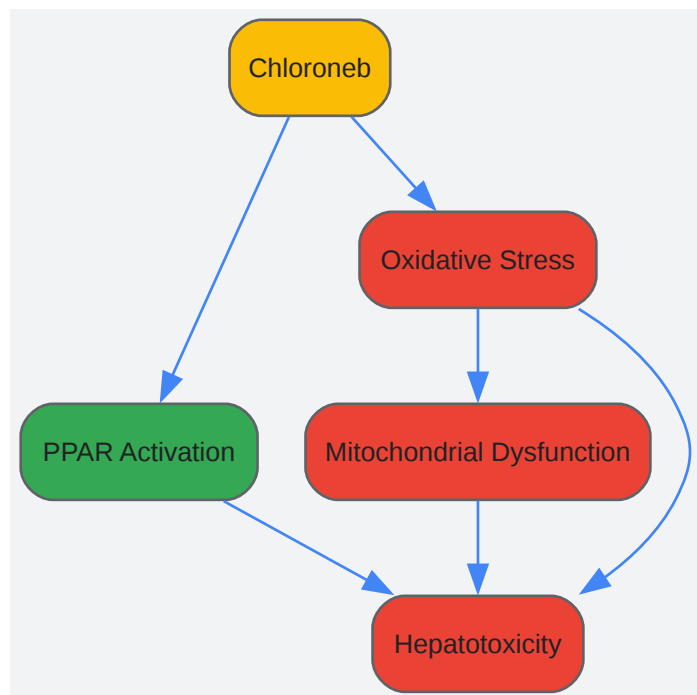 Chloroneb
Oxidative Stress
PPAR Activation
Mitochondrial Dysfunction
Hepatotoxicity